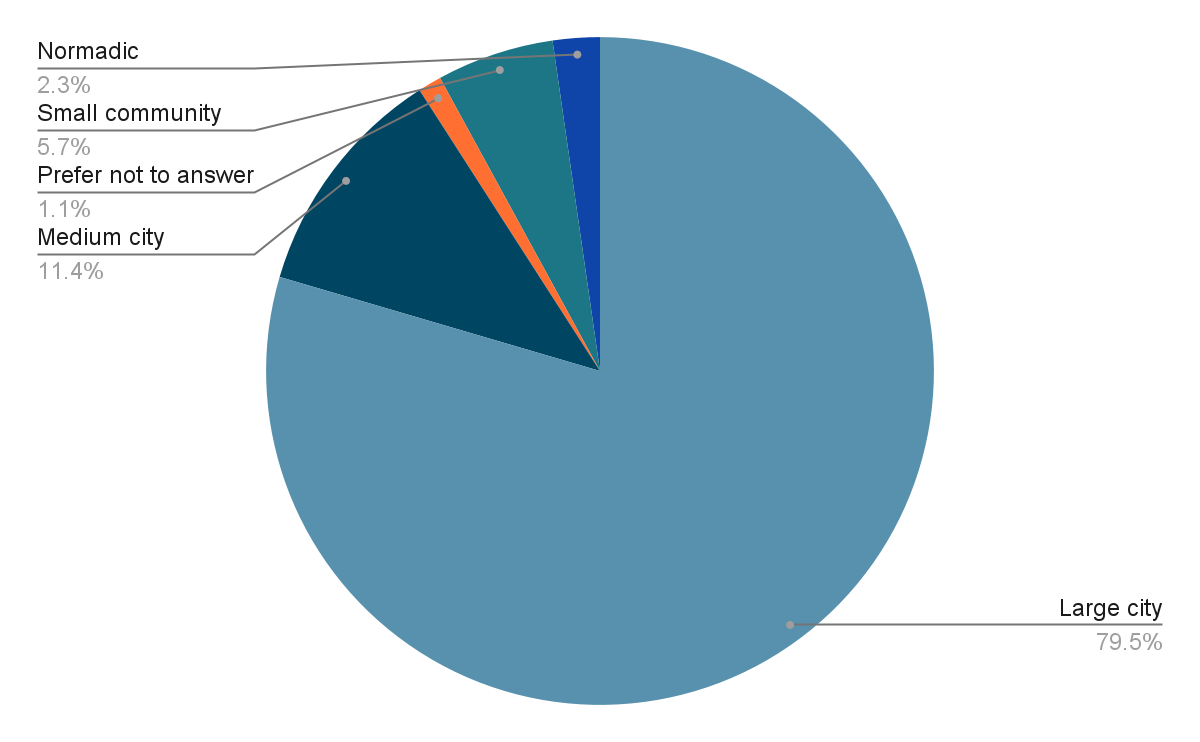 Normadic
2.3%
Small community
5.7%
Prefer not to answer
1.1%
Medium city
11.4%
Large city
79.5%